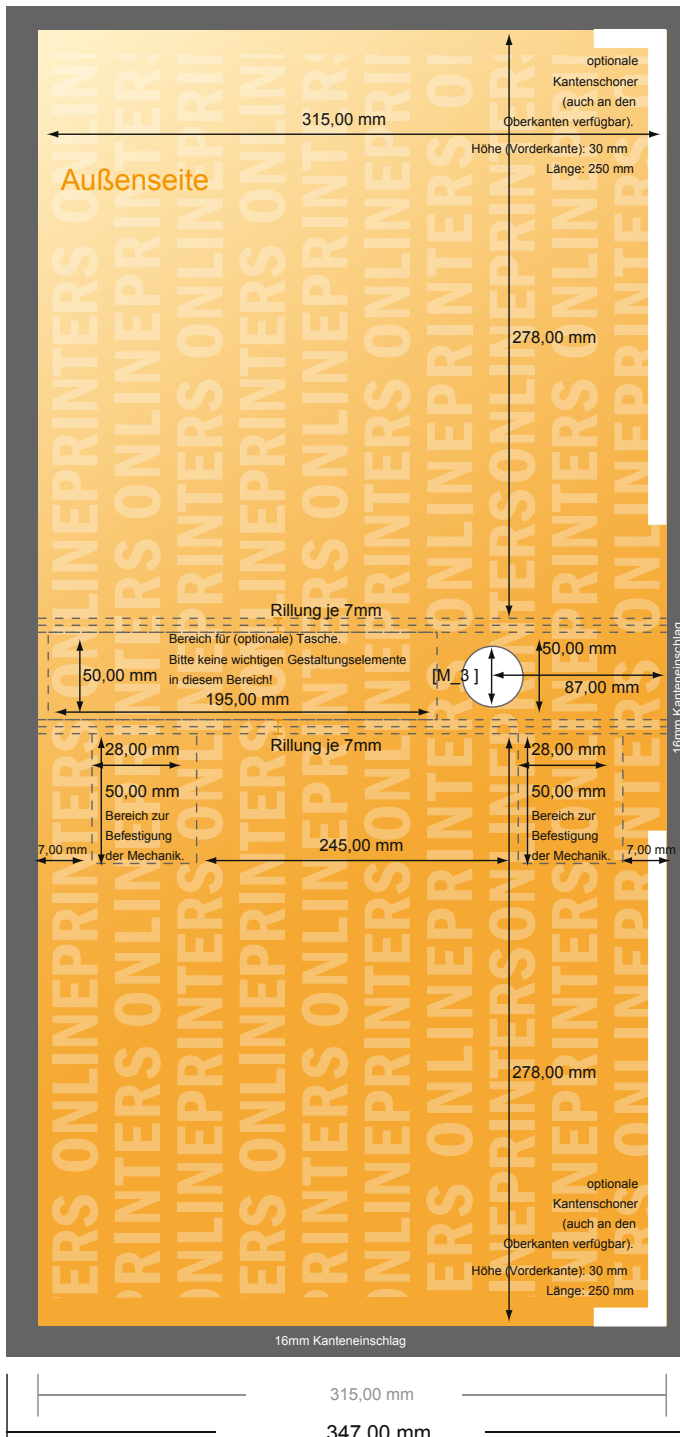 optionale
Kantenschoner
(auch an den
Oberkanten verfügbar).
315,00 mm
Höhe (Vorderkante): 30 mm
Länge: 250 mm
Außenseite
278,00 mm
ONLINEPRINTERS ONLINEPRINTERS ONLINEPRINTERS
Rillung je 7mm
Bereich für (optionale) Tasche.
Bitte keine wichtigen Gestaltungselemente
in diesem Bereich!
50,00 mm
195,00 mm
[M_3 ]
50,00 mm
87,00 mm
16mm Kanteneinschlag
Rillung je 7mm
28,00 mm
50,00 mm
Bereich zur
Befestigung
der Mechanik.
7,00 mm
245,00 mm
28,00 mm
50,00 mm
Bereich zur
Befestigung
der Mechanik.
7,00 mm
278,00 mm
optionale
Kantenschoner
(auch an den
Oberkanten verfügbar).
Höhe (Vorderkante): 30 mm
Länge: 250 mm
16mm Kanteneinschlag
315,00 mm
347,00 mm